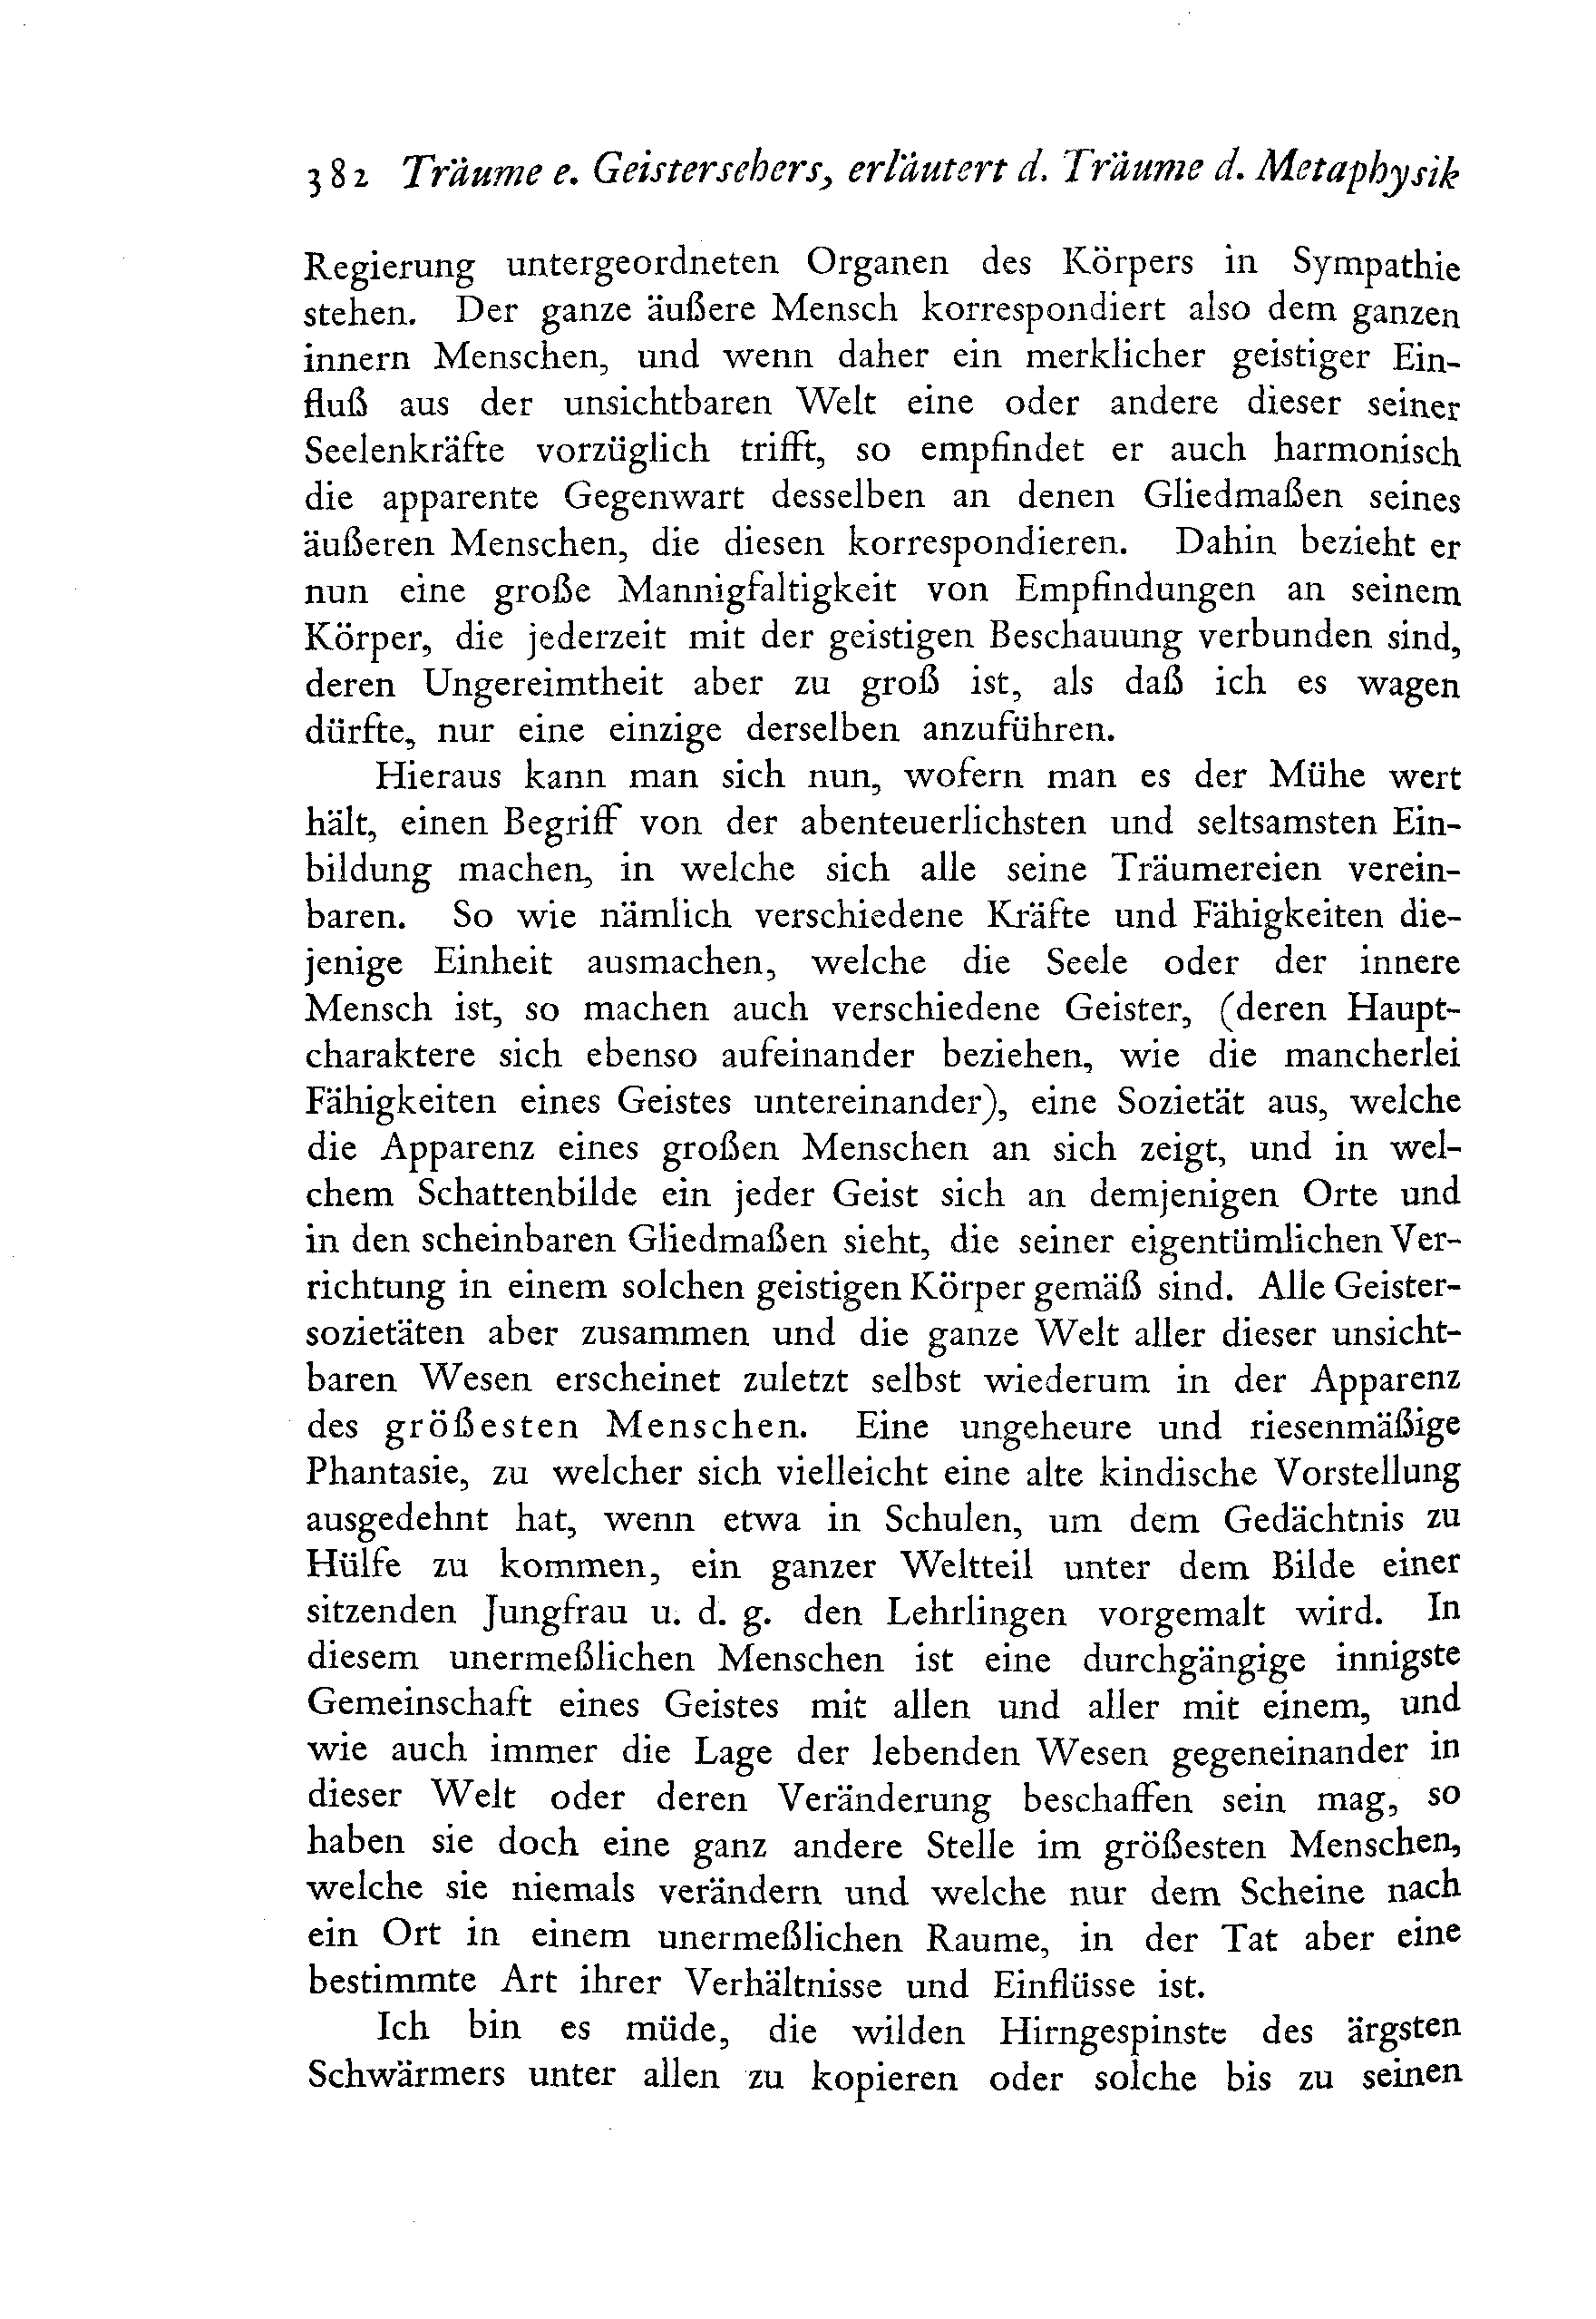 382 Träume e. Geistersehers, erläutert d. Träume d. Metaphysik
Regierung untergeordneten Organen des Körpers in Sympathie
stehen. Der ganze äußere Mensch korrespondiert also dem ganzen
innern Menschen, und wenn daher ein merklicher geistiger Ein-
fluß aus der unsichtbaren Welt eine oder andere dieser seiner
Seelenkräfte vorzüglich trifft, so empfindet er auch harmonisch
die apparente Gegenwart desselben an denen Gliedmaßen seines
äußeren Menschen, die diesen korrespondieren. Dahin bezieht er
nun eine große Mannigfaltigkeit von Empfindungen an seinem
Körper, die jederzeit mit der geistigen Beschauung verbunden sind,
deren Ungereimtheit aber zu groß ist, als daß ich es wagen
dürfte, nur eine einzige derselben anzuführen.
Hieraus kann man sich nun, wofern man es der Mühe wert
hält, einen Begriff von der abenteuerlichsten und seltsamsten Ein-
bildung machen, in welche sich alle seine Träumereien verein-
baren. So wie nämlich verschiedene Kräfte und Fähigkeiten die-
jenige Einheit ausmachen, welche die Seele oder der innere
Mensch ist, so machen auch verschiedene Geister, (deren Haupt-
charaktere sich ebenso aufeinander beziehen, wie die mancherlei
Fähigkeiten eines Geistes untereinander), eine Sozietät aus, welche
die Apparenz eines großen Menschen an sich zeigt, und in wel-
chem Schattenbilde ein jeder Geist sich an demjenigen Orte und
in den scheinbaren Gliedmaßen sieht, die seiner eigentümlichen Ver-
richtung in einem solchen geistigen Körper gemäß sind. Alle Geister-
sozietäten aber zusammen und die ganze Welt aller dieser unsicht-
baren Wesen erscheinet zuletzt selbst wiederum in der Apparenz
des größesten Menschen. Eine ungeheure und riesenmäßige
Phantasie, zu welcher sich vielleicht eine alte kindische Vorstellung
ausgedehnt hat, wenn etwa in Schulen, um dem Gedächtnis zu
Hülfe zu kommen, ein ganzer Weltteil unter dem Bilde einer
sitzenden Jungfrau u. d. g. den Lehrlingen vorgemalt wird. In
diesem unermeßlichen Menschen ist eine durchgängige innigste
Gemeinschaft eines Geistes mit allen und aller mit einem, und
wie auch immer die Lage der lebenden Wesen gegeneinander in
dieser Welt oder deren Veränderung beschaffen sein mag, so
haben sie doch eine ganz andere Stelle im größesten Menschen,
welche sie niemals verändern und welche nur dem Scheine nach
ein Ort in einem unermeßlichen Raume, in der Tat aber eine
bestimmte Art ihrer Verhältnisse und Einflüsse ist.
Ich bin es müde, die wilden Hirngespinste des ärgsten
Schwärmers unter allen zu kopieren oder solche bis zu seinen